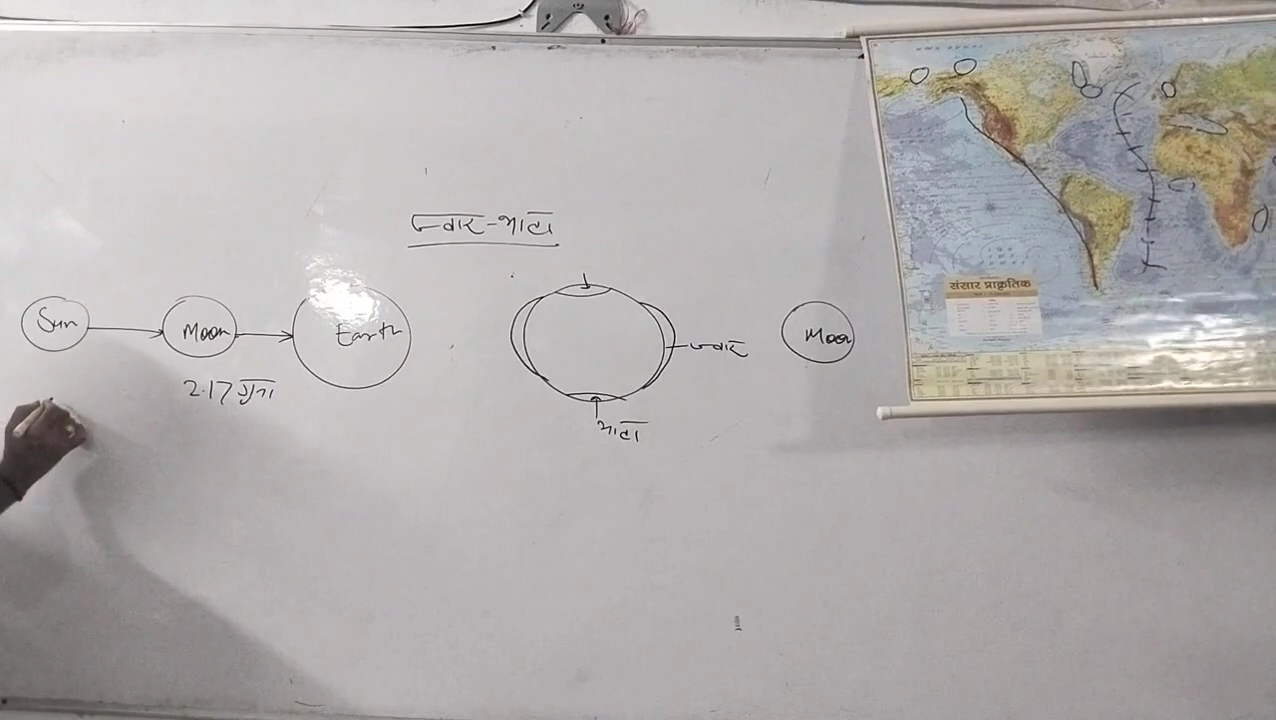 ज्वार-भाटा
Sun
Moon
Earth
2.17 गुना
ज्वार
भाटा
Moon
संसार प्राकृतिक